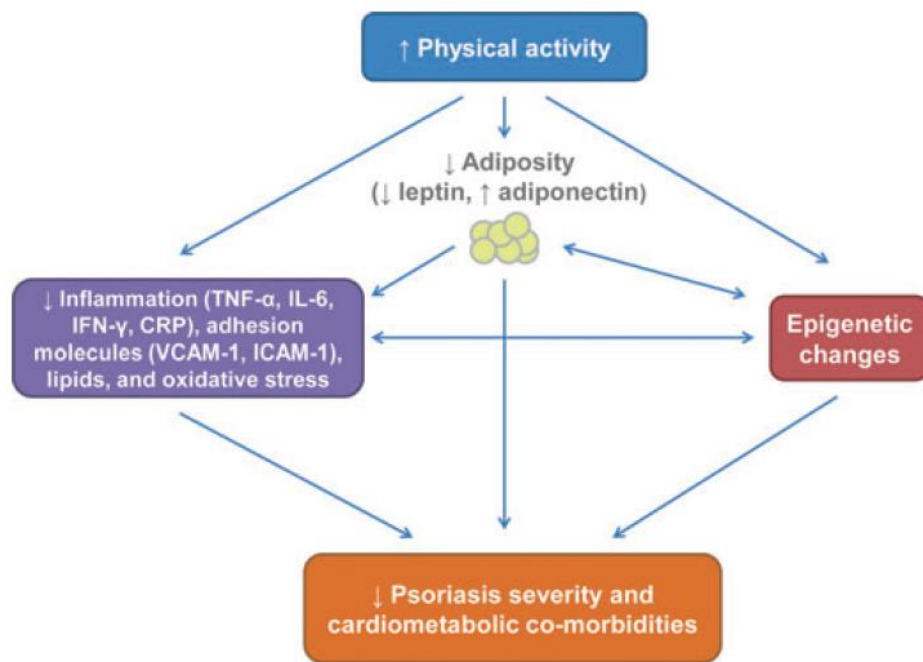 ↑ Physical activity
↓ Adiposity
(↓ leptin, ↑ adiponectin)
↓ Inflammation (TNF-α, IL-6,
IFN-γ, CRP), adhesion
molecules (VCAM-1, ICAM-1),
lipids, and oxidative stress
Epigenetic
changes
↓ Psoriasis severity and
cardiometabolic co-morbidities